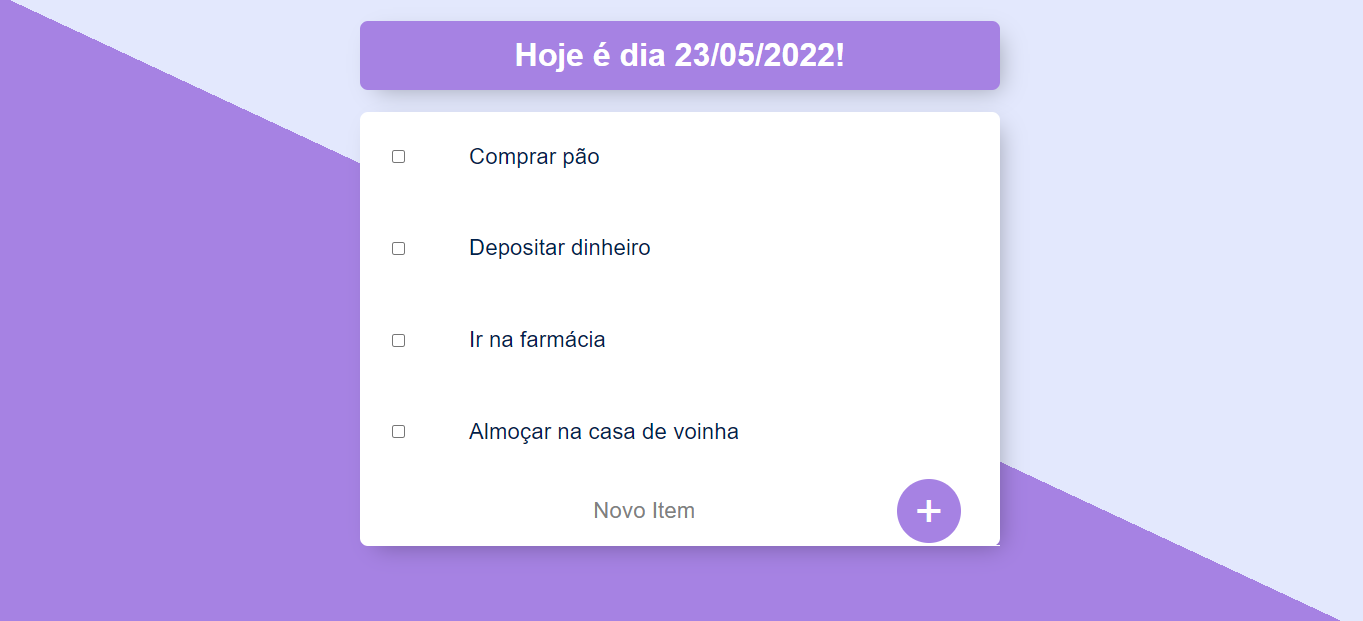 Hoje é dia 23/05/2022!
Comprar pão
Depositar dinheiro
Ir na farmácia
Almoçar na casa de voinha
Novo Item
+